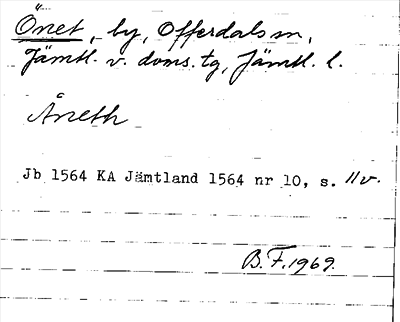 Önet, by, Offerdals sn,
Jämtl. v. doms. tg, Jämtl. l.
Åneth
Jb 1564 KA Jämtland 1564 nr 10, s. 11v.
B.F. 1969.